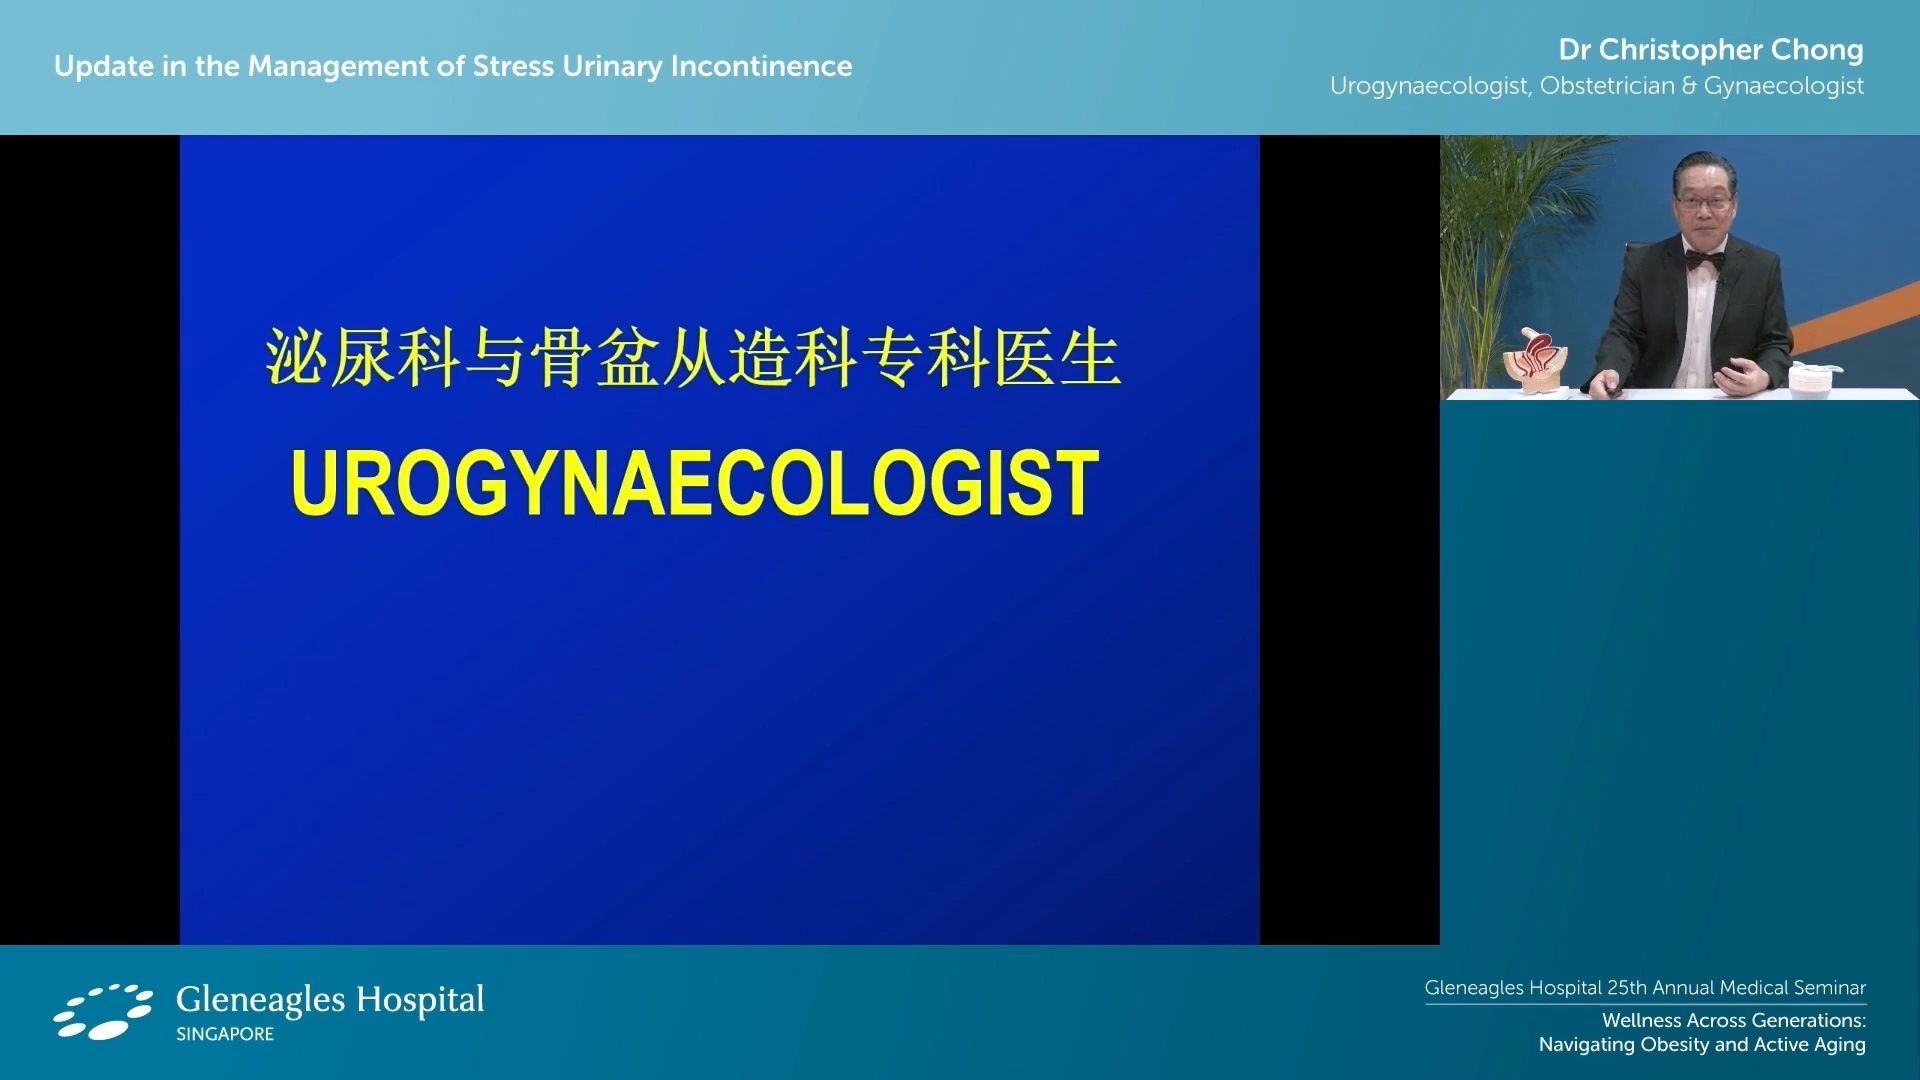 Update in the Management of Stress Urinary Incontinence
Dr Christopher Chong
Urogynaecologist, Obstetrician & Gynaecologist
泌尿科与骨盆从造科专科医生
UROGYNAECOLOGIST
Gleneagles Hospital
SINGAPORE
Gleneagles Hospital 25th Annual Medical Seminar
Wellness Across Generations:
Navigating Obesity and Active Aging